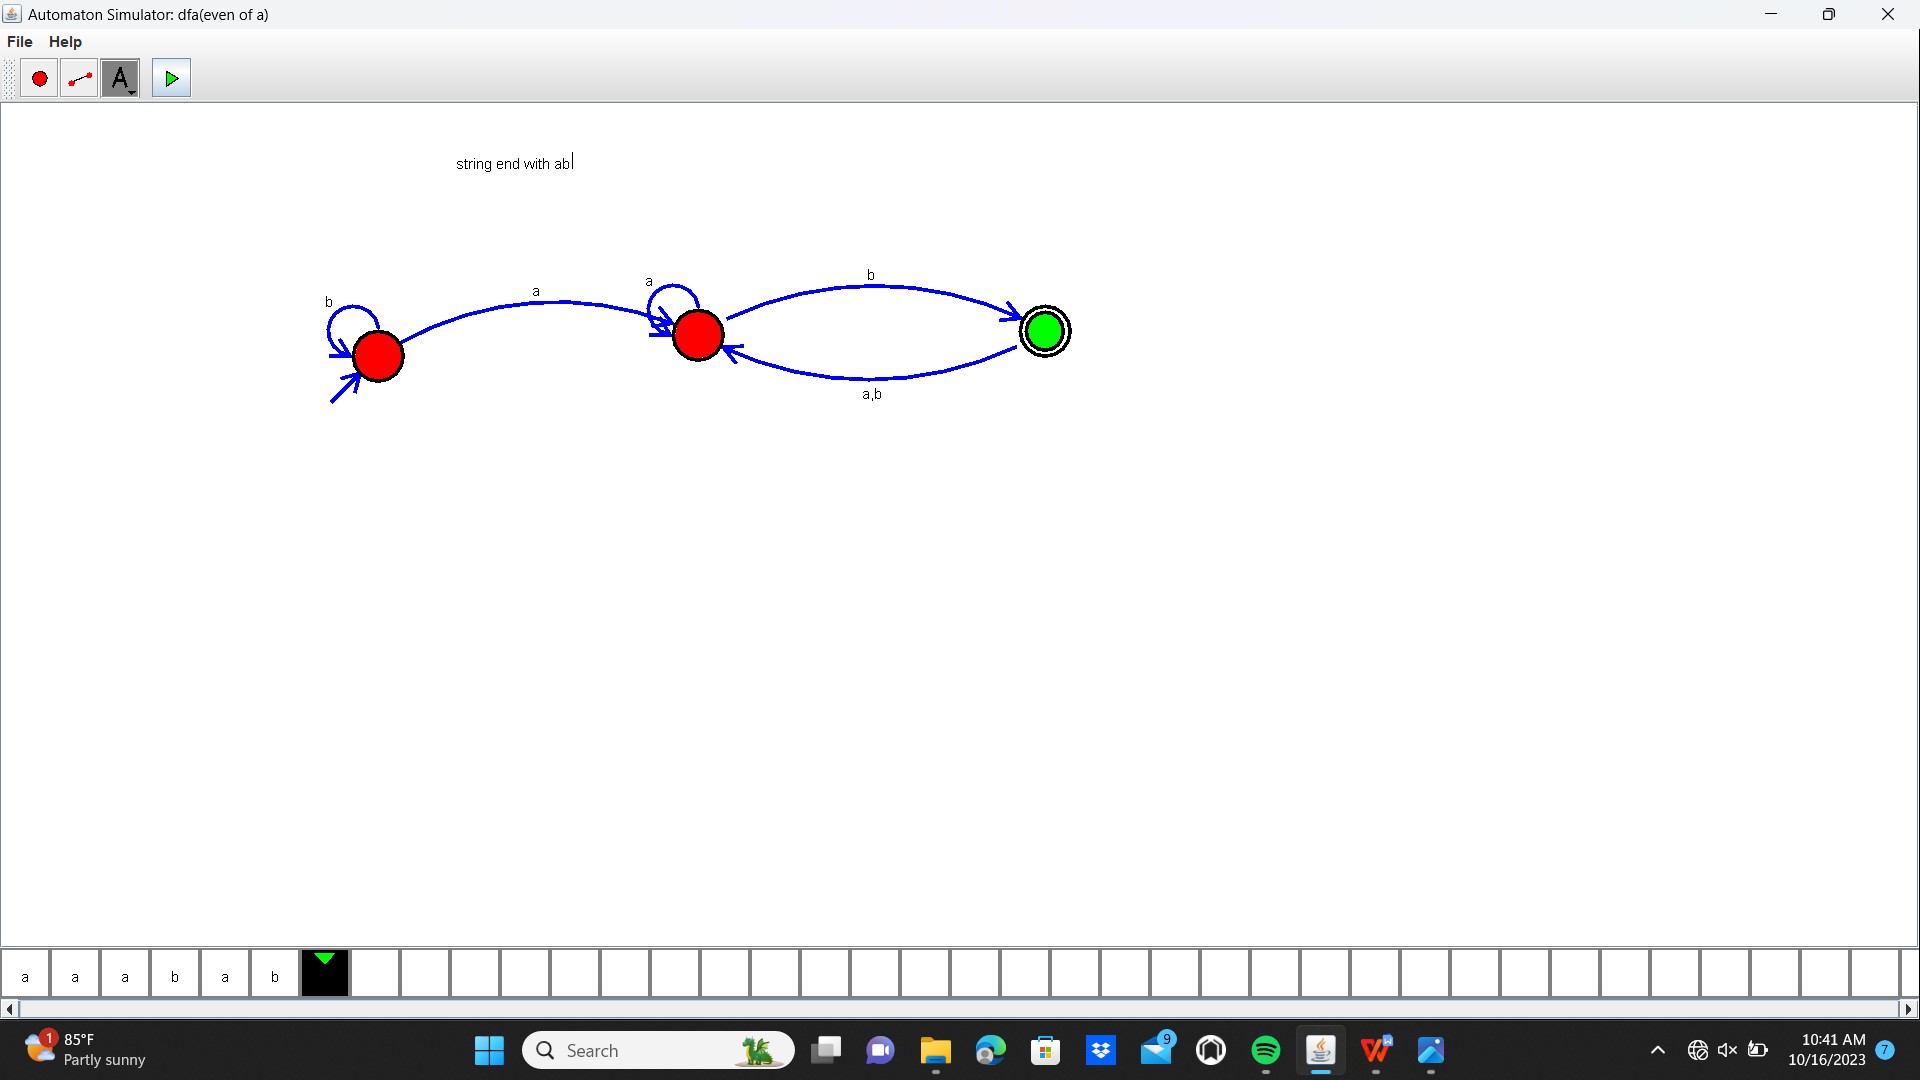 Automaton Simulator: dfa(even of a)
File Help
A
string end with ab
b
a
a
b
a,b
a a a b a b
1
85°F
Partly sunny
Search
9
10:41 AM
10/16/2023
7